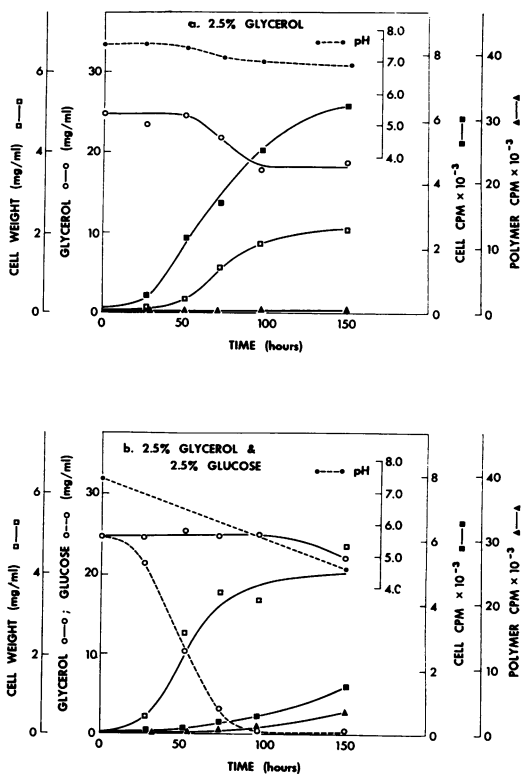 a. 2.5% GLYCEROL
pH
8.0
7.0
6.0
5.0
4.0
6
4
2
0
30
20
10
0
8
6
4
2
0
40
30
20
10
0
CELL WEIGHT (mg/ml)
GLYCEROL (mg/ml)
CELL CPM × 10⁻³
POLYMER CPM × 10⁻³
0 50 100 150
TIME (hours)
b. 2.5% GLYCEROL &
2.5% GLUCOSE
pH
8.0
7.0
6.0
5.0
4.0
6
4
2
0
30
20
10
0
8
6
4
2
0
40
30
20
10
0
CELL WEIGHT (mg/ml)
GLYCEROL ; GLUCOSE (mg/ml)
CELL CPM × 10⁻³
POLYMER CPM × 10⁻³
0 50 100 150
TIME (hours)